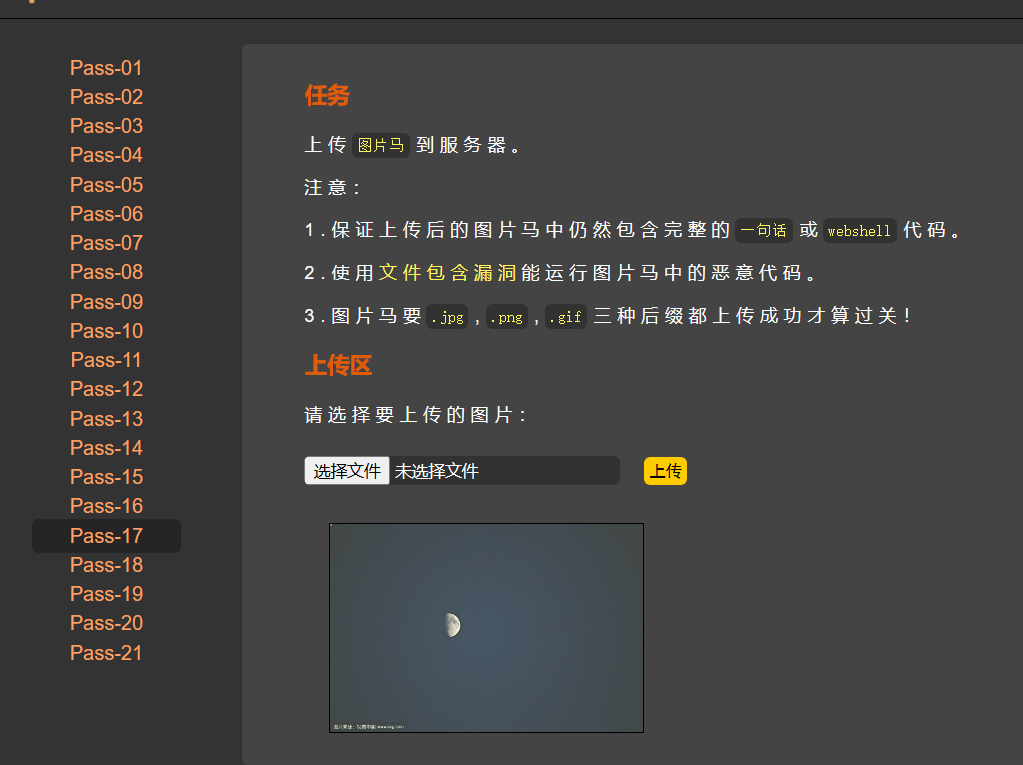 Pass-01
Pass-02
Pass-03
Pass-04
Pass-05
Pass-06
Pass-07
Pass-08
Pass-09
Pass-10
Pass-11
Pass-12
Pass-13
Pass-14
Pass-15
Pass-16
Pass-17
Pass-18
Pass-19
Pass-20
Pass-21
任务
上传 图片马 到服务器。
注意：
1.保证上传后的图片马中仍然包含完整的 一句话 或 webshell 代码。
2.使用文件包含漏洞能运行图片马中的恶意代码。
3.图片马要 .jpg , .png , .gif 三种后缀都上传成功才算过关！
上传区
请选择要上传的图片：
选择文件 未选择文件 上传